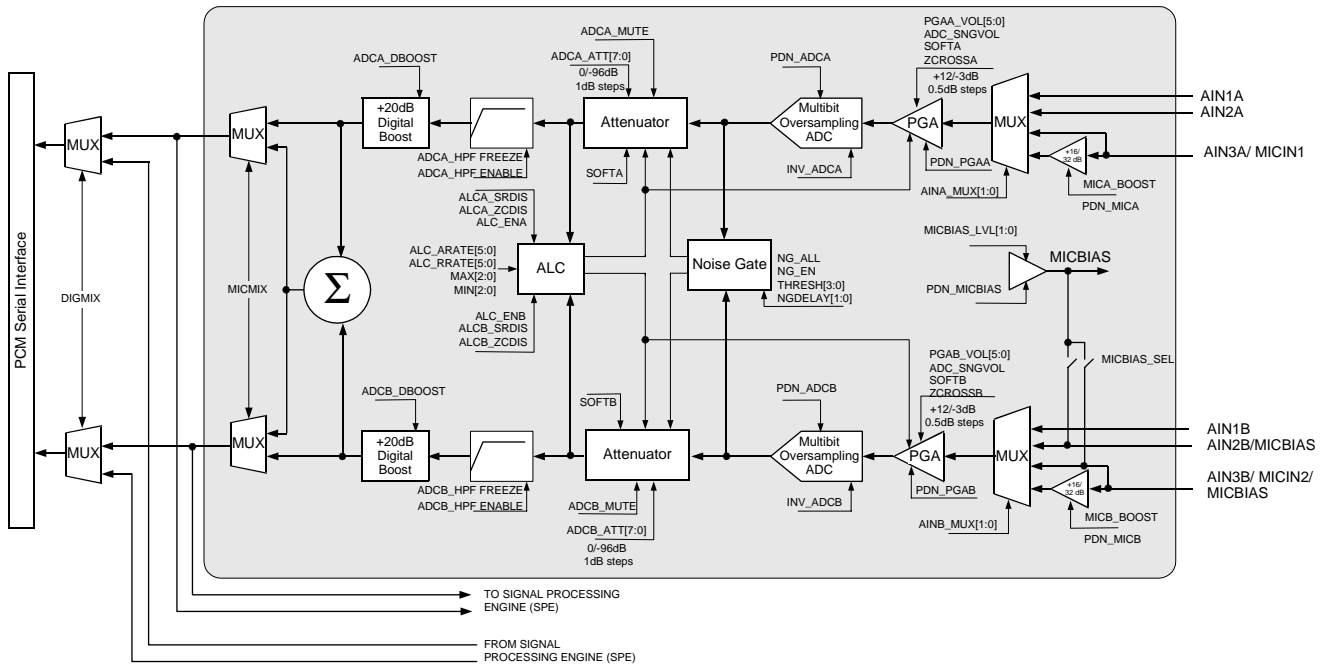 PCM Serial Interface
MUX
DIGMIX
MUX
MUX
MICMIX
MUX
Σ
ADCA_DBOOST
+20dB
Digital
Boost
ADCA_HPF FREEZE
ADCA_HPF ENABLE
ADCA_MUTE
ADCA_ATT[7:0]
0/-96dB
1dB steps
Attenuator
SOFTA
PDN_ADCA
Multibit
Oversampling
ADC
INV_ADCA
PGAA_VOL[5:0]
ADC_SNGVOL
SOFTA
ZCROSSA
+12/-3dB
0.5dB steps
PGA
PDN_PGAA
MUX
AINA_MUX[1:0]
+16/
32 dB
MICA_BOOST
PDN_MICA
AIN1A
AIN2A
AIN3A/ MICIN1
ALCA_SRDIS
ALCA_ZCDIS
ALC_ENA
ALC_ARATE[5:0]
ALC_RRATE[5:0]
MAX[2:0]
MIN[2:0]
ALC
ALC_ENB
ALCB_SRDIS
ALCB_ZCDIS
Noise Gate
NG_ALL
NG_EN
THRESH[3:0]
NGDELAY[1:0]
MICBIAS_LVL[1:0]
MICBIAS
PDN_MICBIAS
MICBIAS_SEL
ADCB_DBOOST
+20dB
Digital
Boost
ADCB_HPF FREEZE
ADCB_HPF ENABLE
SOFTB
Attenuator
ADCB_MUTE
ADCB_ATT[7:0]
0/-96dB
1dB steps
PDN_ADCB
Multibit
Oversampling
ADC
INV_ADCB
PGAB_VOL[5:0]
ADC_SNGVOL
SOFTB
ZCROSSB
+12/-3dB
0.5dB steps
PGA
PDN_PGAB
MUX
AINB_MUX[1:0]
+16/
32 dB
MICB_BOOST
PDN_MICB
AIN1B
AIN2B/MICBIAS
AIN3B/ MICIN2/
MICBIAS
TO SIGNAL PROCESSING
ENGINE (SPE)
FROM SIGNAL
PROCESSING ENGINE (SPE)